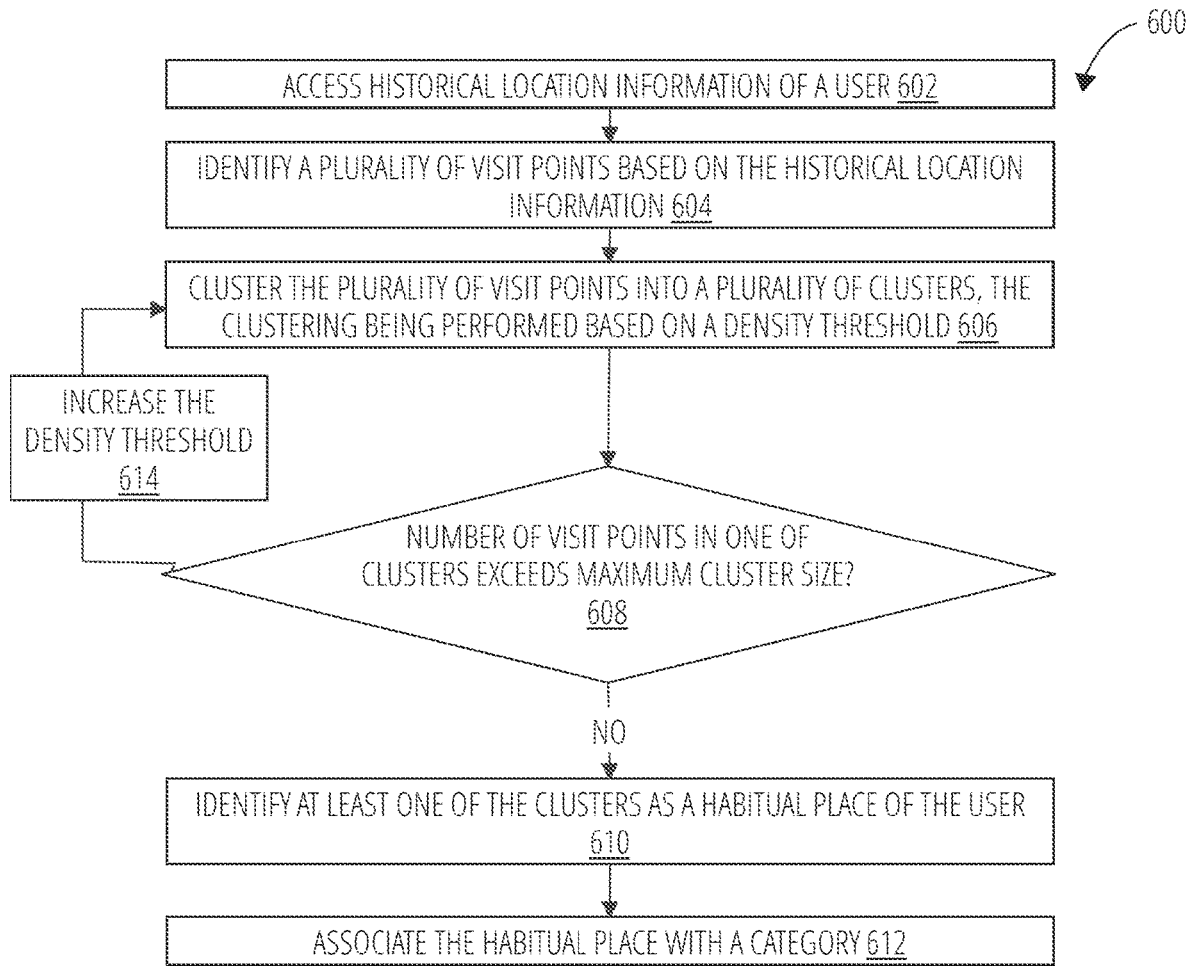 600
ACCESS HISTORICAL LOCATION INFORMATION OF A USER 602
IDENTIFY A PLURALITY OF VISIT POINTS BASED ON THE HISTORICAL LOCATION
INFORMATION 604
CLUSTER THE PLURALITY OF VISIT POINTS INTO A PLURALITY OF CLUSTERS, THE
CLUSTERING BEING PERFORMED BASED ON A DENSITY THRESHOLD 606
INCREASE THE
DENSITY THRESHOLD
614
NUMBER OF VISIT POINTS IN ONE OF
CLUSTERS EXCEEDS MAXIMUM CLUSTER SIZE?
608
NO
IDENTIFY AT LEAST ONE OF THE CLUSTERS AS A HABITUAL PLACE OF THE USER
610
ASSOCIATE THE HABITUAL PLACE WITH A CATEGORY 612